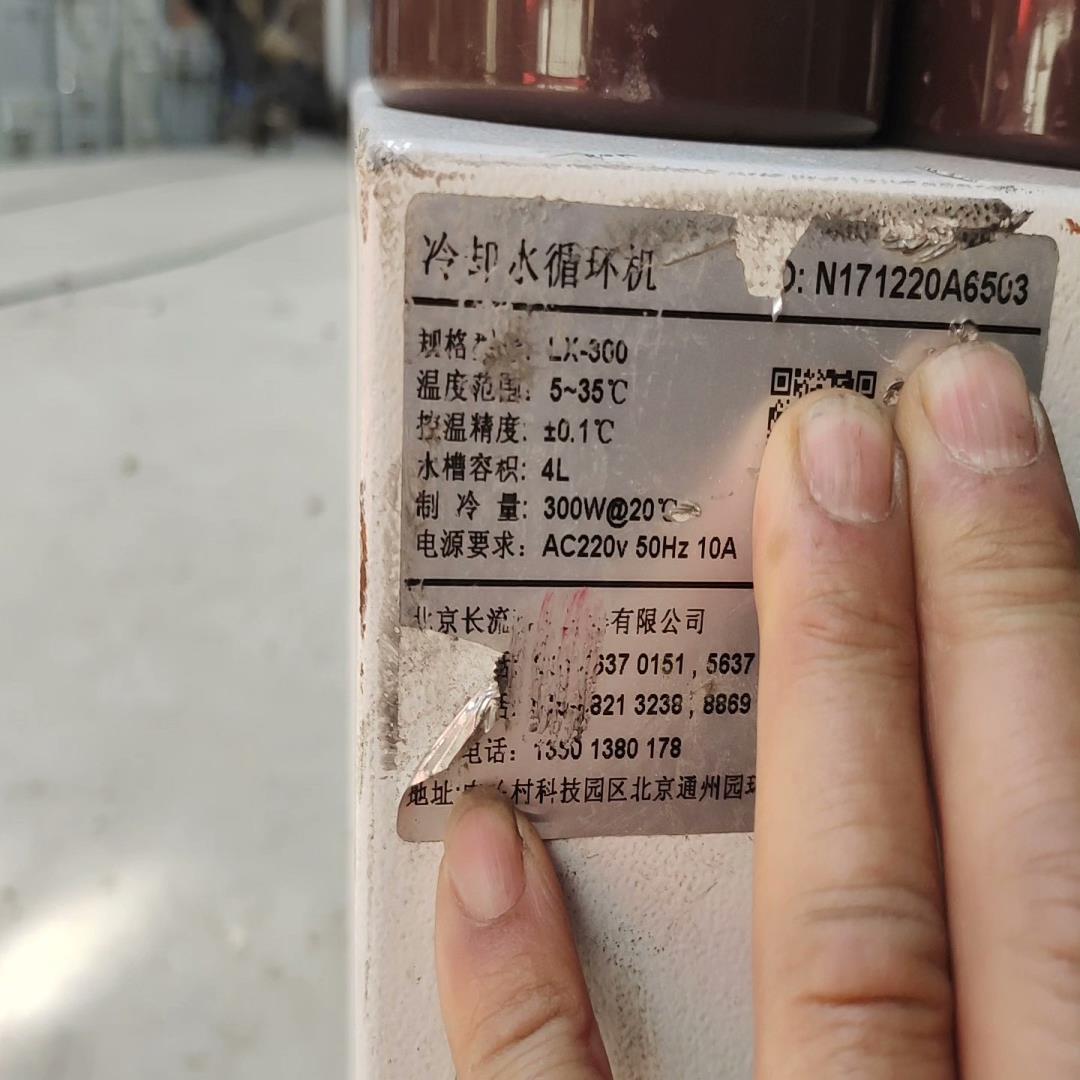 冷却水循环机
D: N171220A6503
规格 LX-300
温度范围: 5~35℃
控温精度: ±0.1℃
水槽容积: 4L
制 冷 量: 300W@20℃
电源要求: AC220v 50Hz 10A
北京长流 有限公司
637 0151 , 5637
821 3238 , 8869
电话: 1350 1380 178
地址: 村科技园区北京通州园